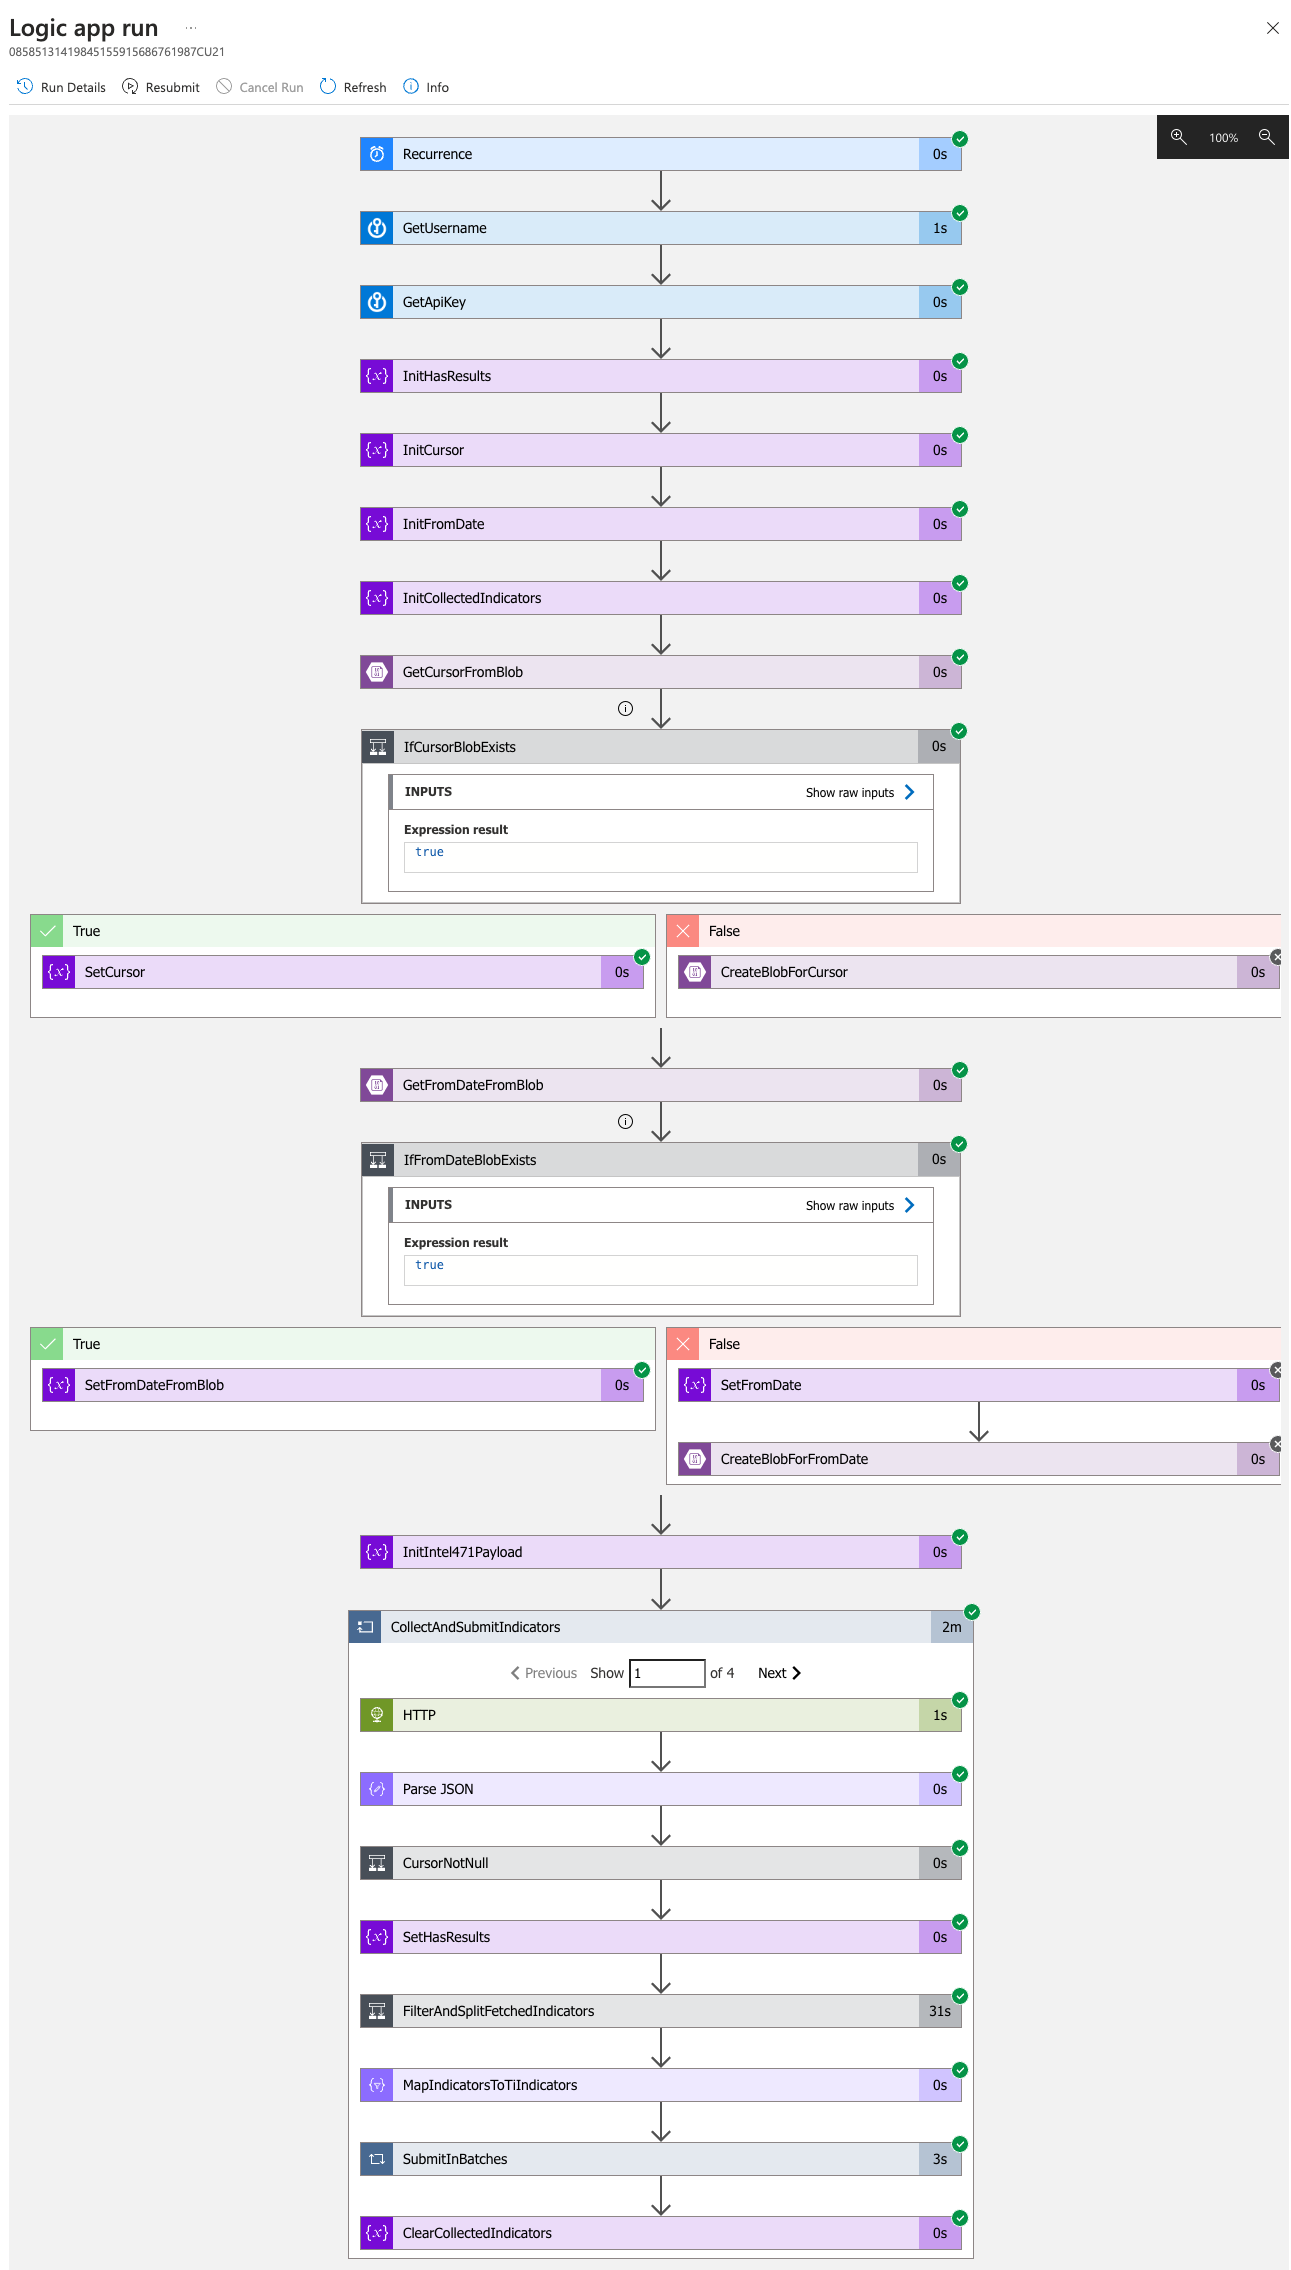 Logic app run ...
08585131419845155915686761987CU21
Run Details Resubmit Cancel Run Refresh Info
100%
Recurrence 0s
GetUsername 1s
GetApiKey 0s
{x} InitHasResults 0s
{x} InitCursor 0s
{x} InitFromDate 0s
{x} InitCollectedIndicators 0s
GetCursorFromBlob 0s
IfCursorBlobExists 0s
INPUTS Show raw inputs
Expression result
true
True
{x} SetCursor 0s
False
CreateBlobForCursor 0s
GetFromDateFromBlob 0s
IfFromDateBlobExists 0s
INPUTS Show raw inputs
Expression result
true
True
{x} SetFromDateFromBlob 0s
False
{x} SetFromDate 0s
CreateBlobForFromDate 0s
{x} InitIntel471Payload 0s
CollectAndSubmitIndicators 2m
Previous Show 1 of 4 Next
HTTP 1s
Parse JSON 0s
CursorNotNull 0s
{x} SetHasResults 0s
FilterAndSplitFetchedIndicators 31s
MapIndicatorsToTiIndicators 0s
SubmitInBatches 3s
{x} ClearCollectedIndicators 0s